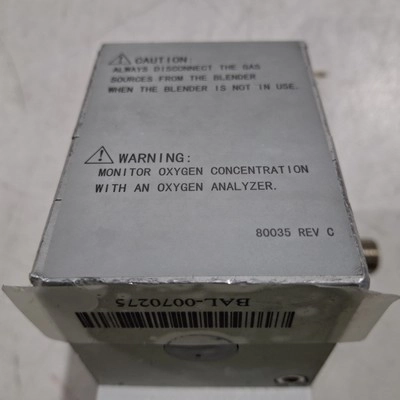 CAUTION:
ALWAYS DISCONNECT THE GAS
SOURCES FROM THE BLENDER
WHEN THE BLENDER IS NOT IN USE.
WARNING:
MONITOR OXYGEN CONCENTRATION
WITH AN OXYGEN ANALYZER.
80035 REV C
BAL-0070275